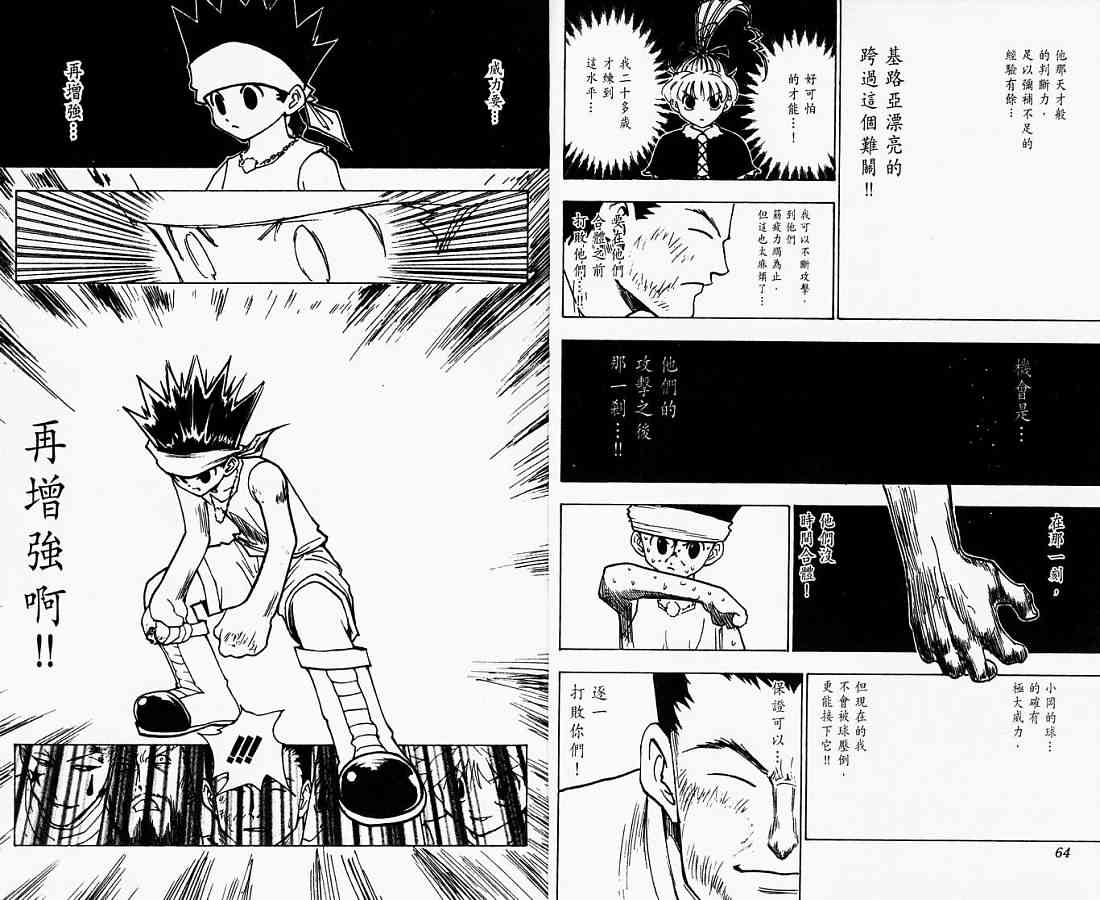 他那天才般
的判斷力，
足以彌補不足的
經驗有餘…
基路亞漂亮的
跨過這個難關!!
好可怕
的才能…!
我二十多歲
才練到
這水平…
我可以不斷攻擊，
到他們
筋疲力竭為止，
但這也太麻煩了…
要在他們
合體之前
打敗他們…!!
機會是…
他們的
攻擊之後
那一剎…!!
在那一刻，
他們沒
時間合體！
小岡的球…
的確有
極大威力，
但現在的我
不會被球壓倒，
更能接下它!!
保證可以…
逐一
打敗你們！
64
威力要…
再增強…
再增強啊!!
!!!